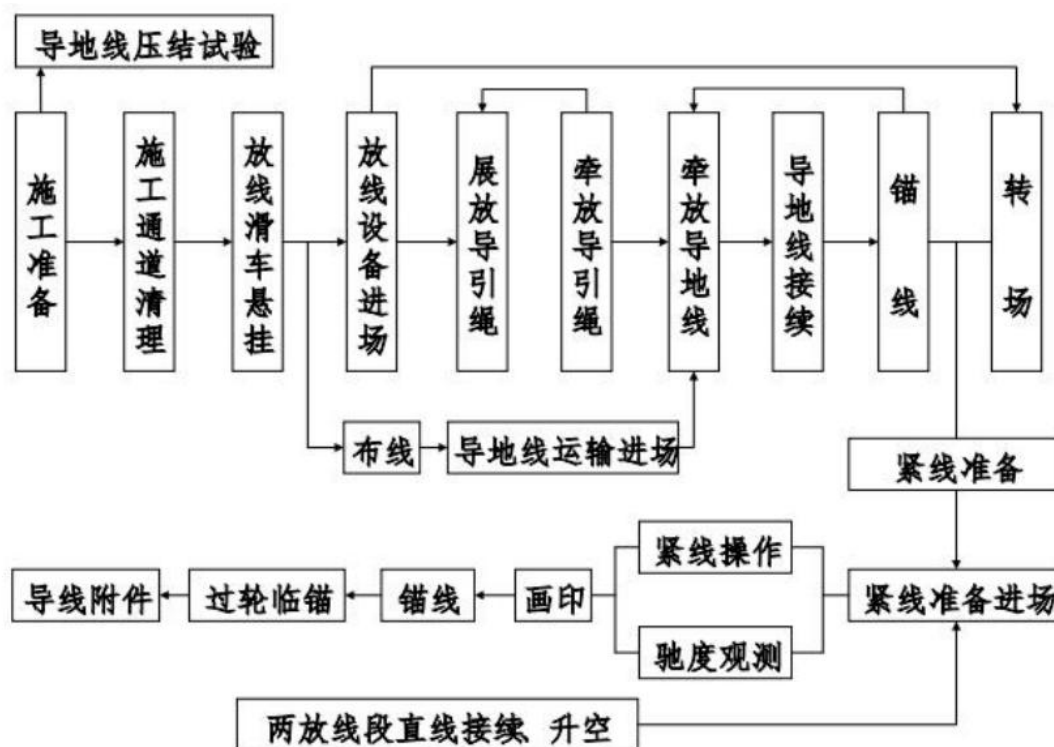 导地线压结试验
施工准备
施工通道清理
放线滑车悬挂
放线设备进场
展放导引绳
牵放导引绳
牵放导地线
导地线接续
锚线
转场
布线
导地线运输进场
紧线准备
紧线操作
导线附件
过轮临锚
锚线
画印
紧线准备进场
驰度观测
两放线段直线接续、升空